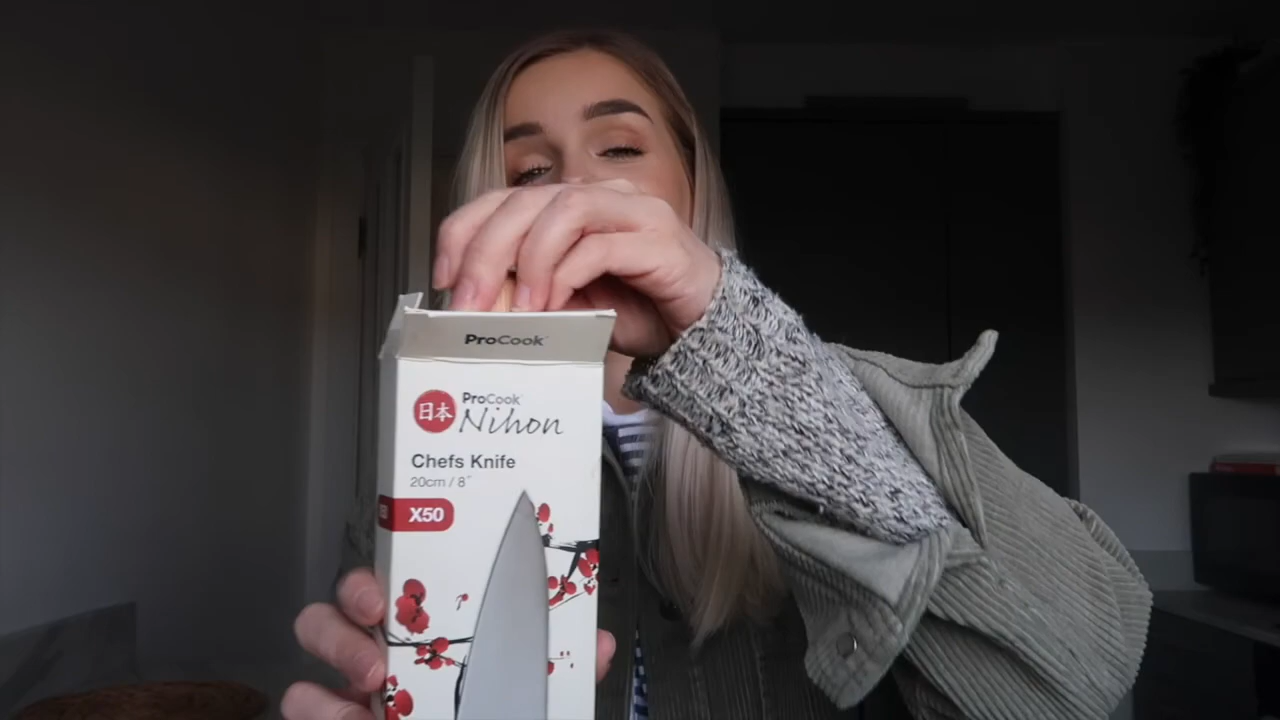 ProCook
日本
ProCook
Nihon
Chefs Knife
20cm / 8"
X50